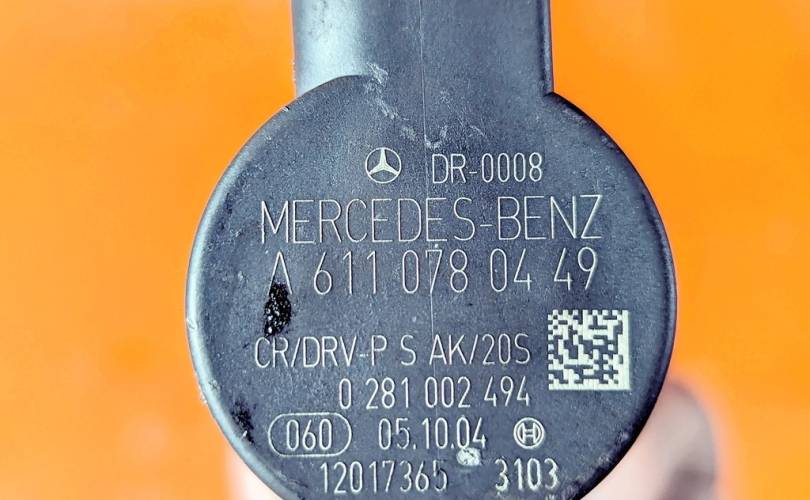 DR-0008
MERCEDES-BENZ
A 611 078 04 49
CR/DRV-P S AK/20S
0 281 002 494
060 05.10.04
12017365 3103